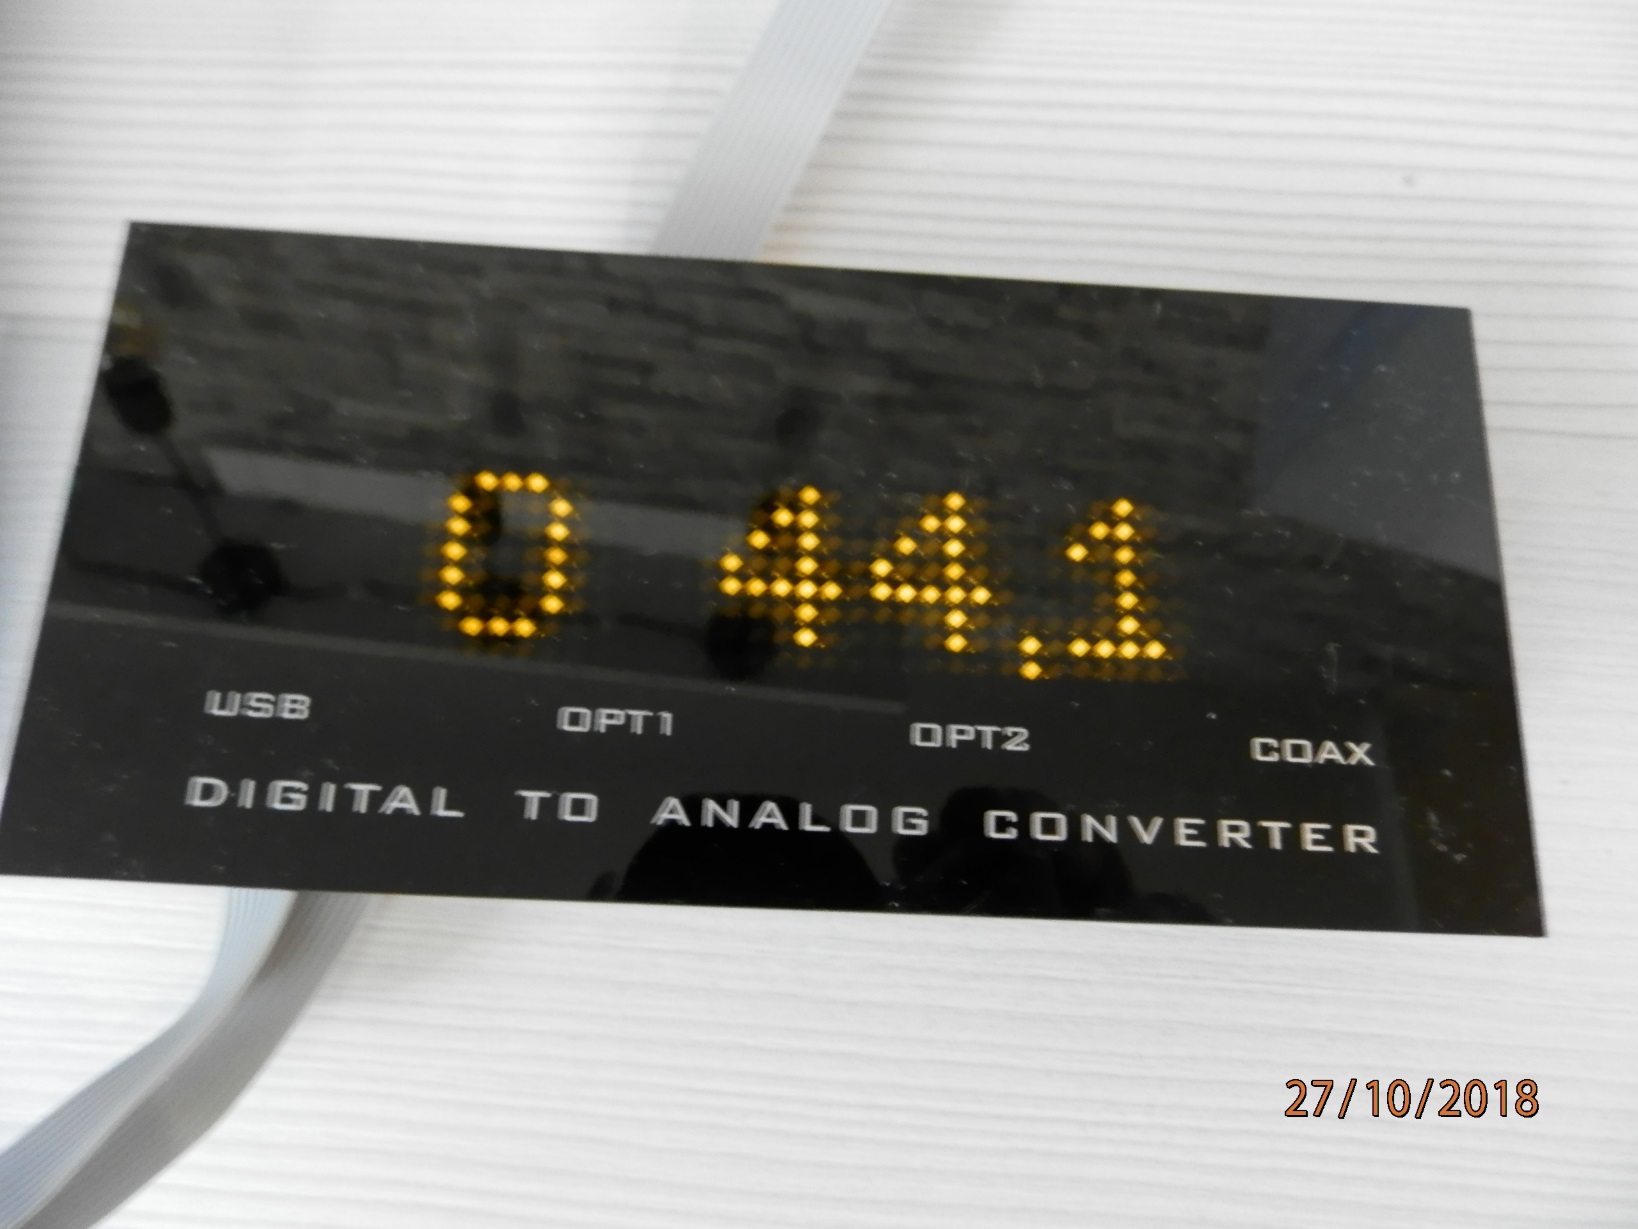 0 44,1
USB OPT1 OPT2 COAX
DIGITAL TO ANALOG CONVERTER
27/10/2018